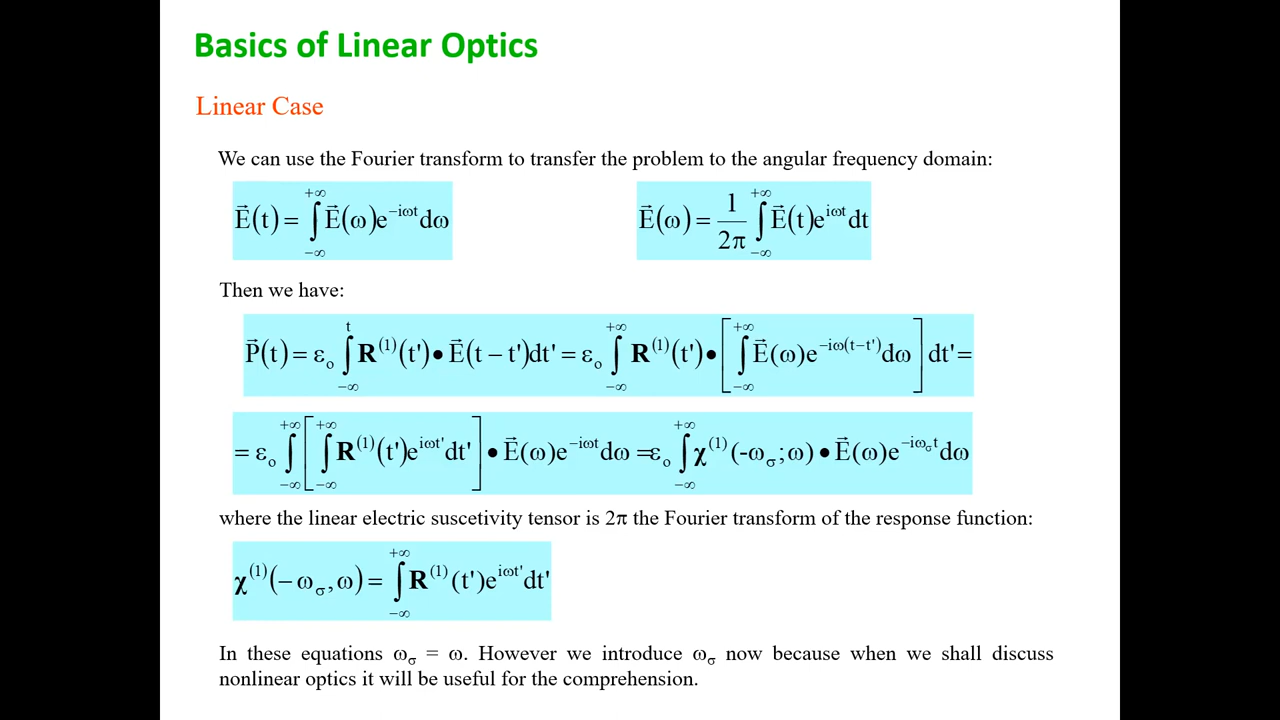 Basics of Linear Optics
Linear Case
We can use the Fourier transform to transfer the problem to the angular frequency domain:
E⃗(t) = ∫_{−∞}^{+∞} E⃗(ω)e^{−iωt} dω    E⃗(ω) = 1/2π ∫_{−∞}^{+∞} E⃗(t)e^{iωt} dt
Then we have:
P⃗(t) = ε₀ ∫_{−∞}^{t} R^{(1)}(t') • E⃗(t − t')dt' = ε₀ ∫_{−∞}^{+∞} R^{(1)}(t') • [ ∫_{−∞}^{+∞} E⃗(ω)e^{−iω(t−t')} dω ] dt' =
= ε₀ ∫_{−∞}^{+∞} [ ∫_{−∞}^{+∞} R^{(1)}(t')e^{iωt'} dt' ] • E⃗(ω)e^{−iωt} dω = ε₀ ∫_{−∞}^{+∞} χ^{(1)}(-ω_σ;ω) • E⃗(ω)e^{−iω_σt} dω
where the linear electric suscetivity tensor is 2π the Fourier transform of the response function:
χ^{(1)}(− ω_σ, ω) = ∫_{−∞}^{+∞} R^{(1)}(t')e^{iωt'} dt'
In these equations ω_σ = ω. However we introduce ω_σ now because when we shall discuss
nonlinear optics it will be useful for the comprehension.